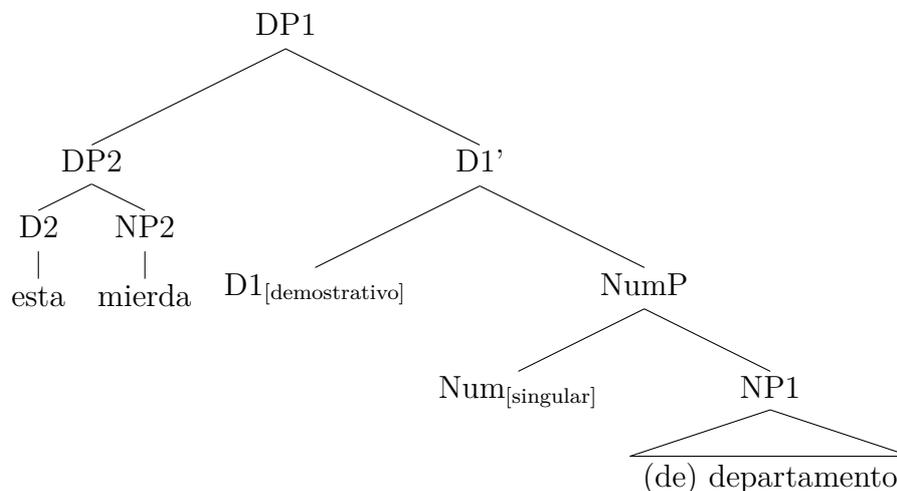 DP1
DP2 D1’
D2 NP2
esta mierda D1[demostrativo] NumP
Num[singular] NP1
(de) departamento